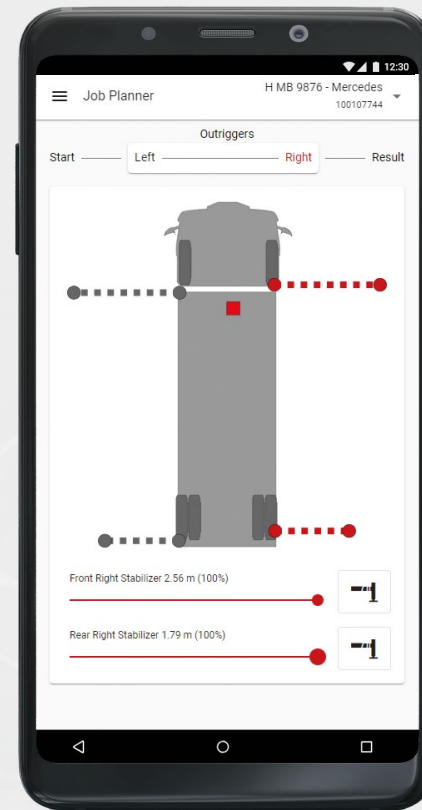 12:30
Job Planner
H MB 9876 - Mercedes
100107744
Outriggers
Start Left Right Result
Front Right Stabilizer 2.56 m (100%)
Rear Right Stabilizer 1.79 m (100%)